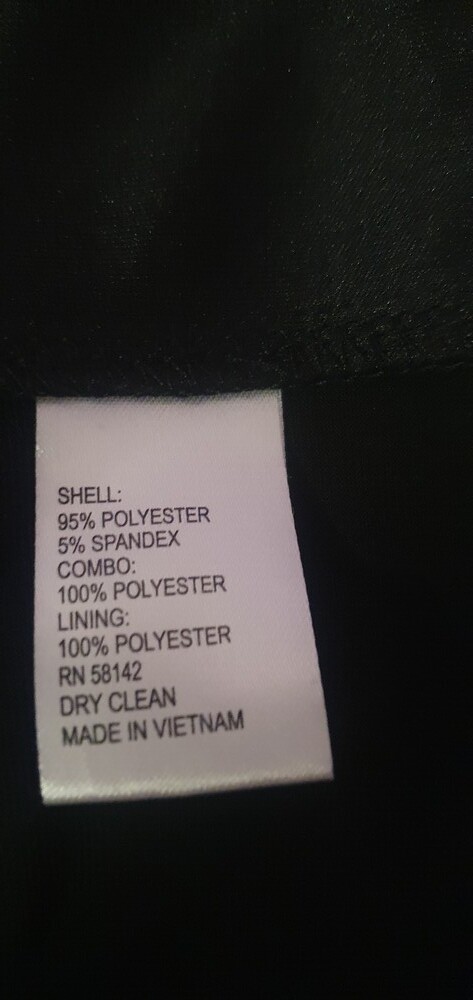 SHELL:
95% POLYESTER
5% SPANDEX
COMBO:
100% POLYESTER
LINING:
100% POLYESTER
RN 58142
DRY CLEAN
MADE IN VIETNAM